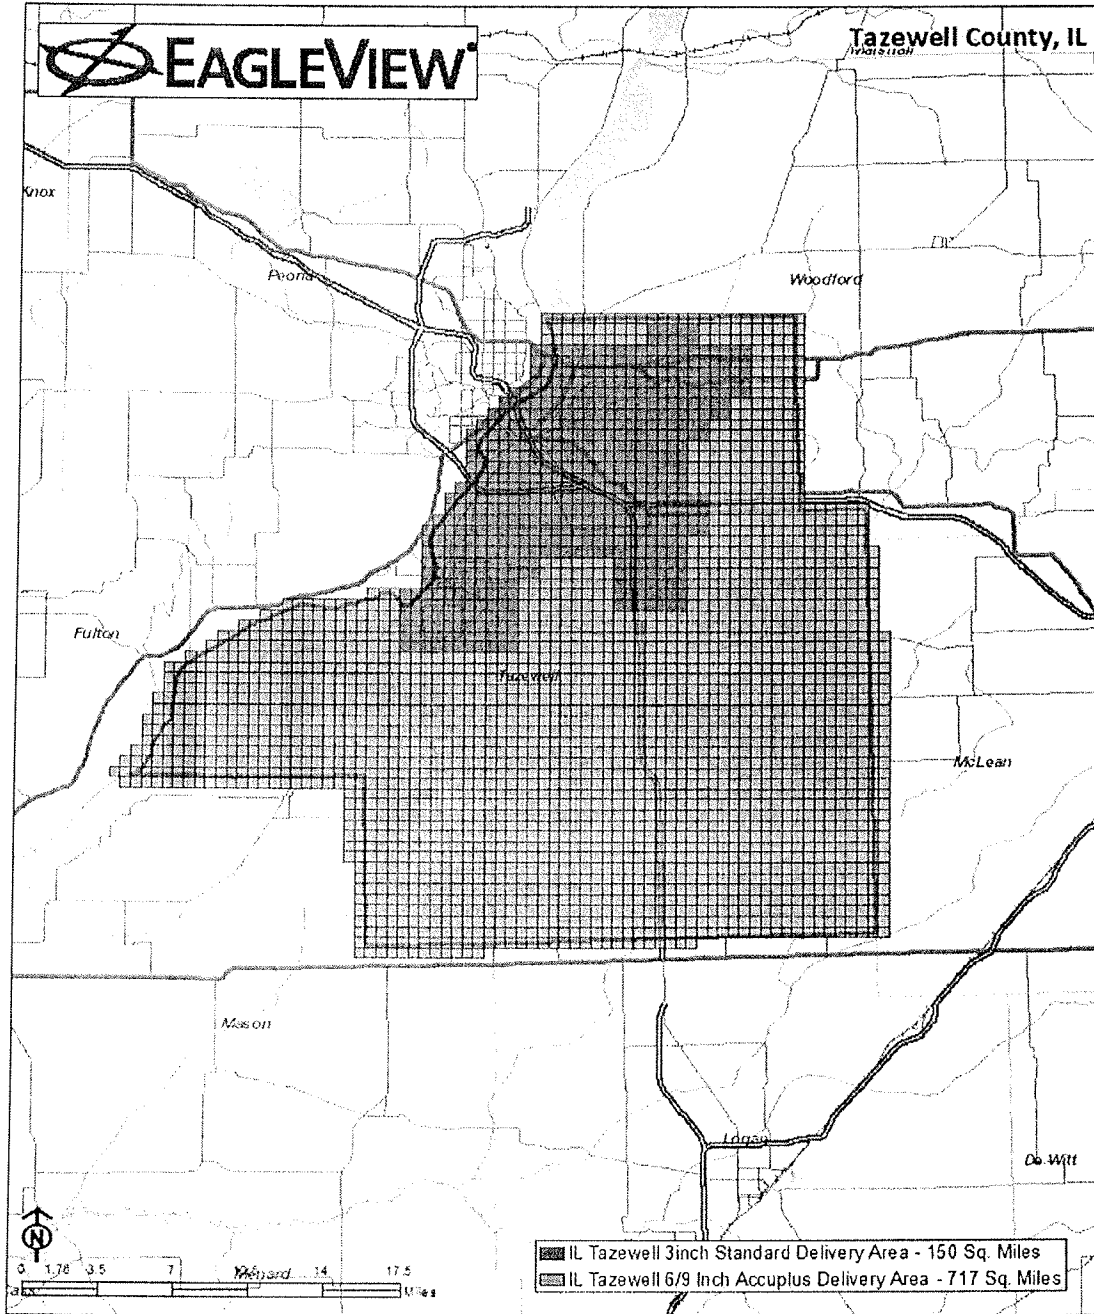 EAGLEVIEW®
Tazewell County, IL
Marshall
Knox
Peoria
Woodford
Fulton
Tazewell
McLean
Mason
Logan
De Witt
N
0 1.75 3.5 7 10.5 14 17.5
Menard
Miles
Cass
IL Tazewell 3inch Standard Delivery Area - 150 Sq. Miles
IL Tazewell 6/9 Inch Accuplus Delivery Area - 717 Sq. Miles